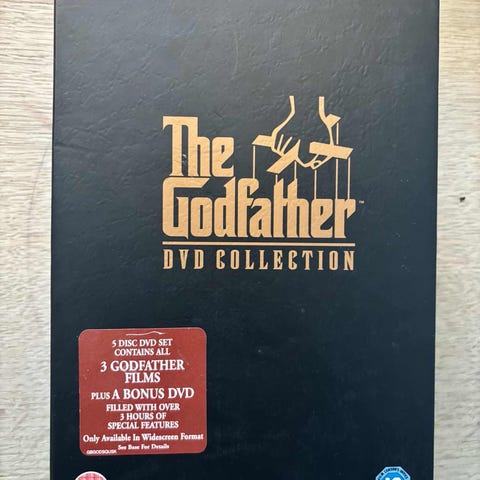 The
Godfather™
DVD COLLECTION
5 DISC DVD SET
CONTAINS ALL
3 GODFATHER
FILMS
PLUS A BONUS DVD
FILLED WITH OVER
3 HOURS OF
SPECIAL FEATURES
Only Available In Widescreen Format
See Base For Details